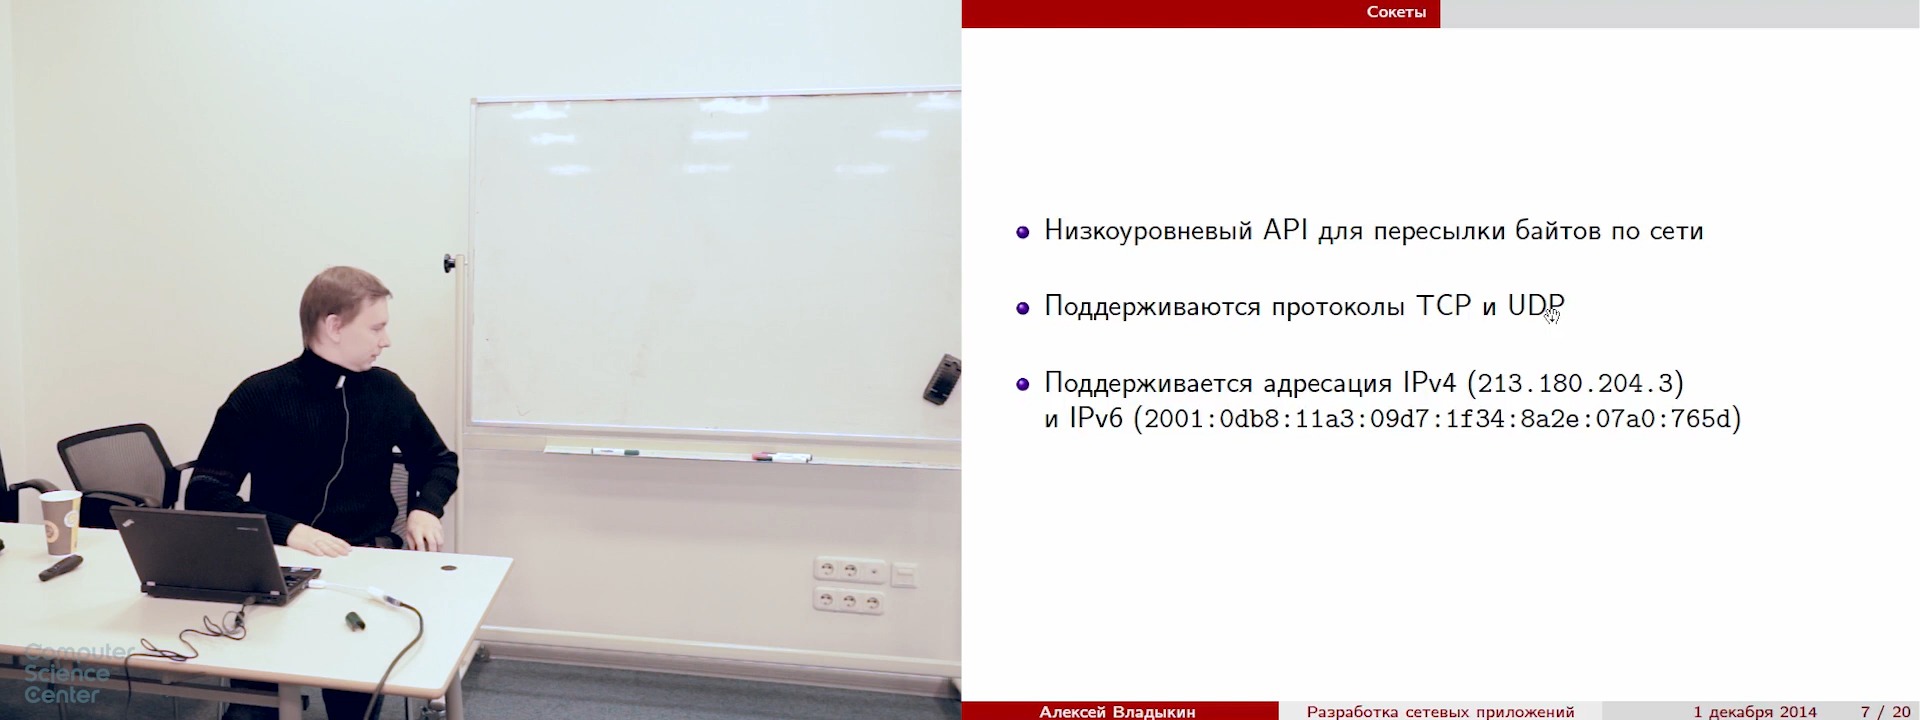 Сокеты
Низкоуровневый API для пересылки байтов по сети
Поддерживаются протоколы TCP и UDP
Поддерживается адресация IPv4 (213.180.204.3)
и IPv6 (2001:0db8:11a3:09d7:1f34:8a2e:07a0:765d)
Алексей Владыкин
Разработка сетевых приложений
1 декабря 2014
7 / 20
Computer
Science
Center